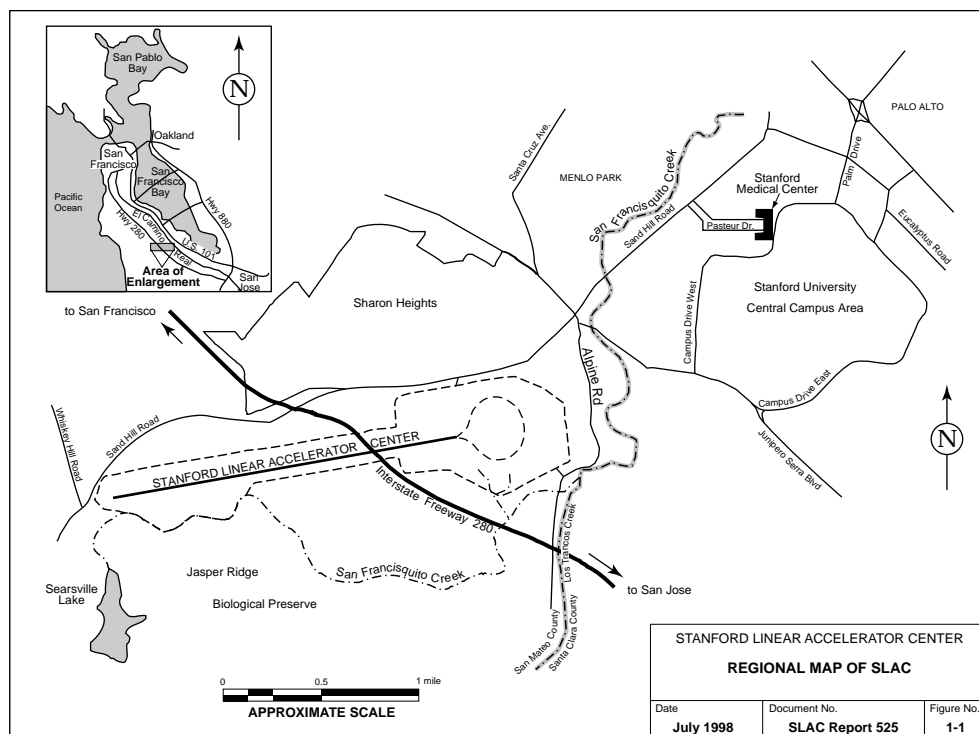 San Pablo
Bay
N
Oakland
San
Francisco
San
Francisco
Bay
Pacific
Ocean
Hwy 280
El Camino Real
U.S. 101
Hwy 880
Area of
Enlargement
San
Jose
to San Francisco
Santa Cruz Ave.
MENLO PARK
San Francisquito Creek
Sand Hill Road
PALO ALTO
Palm Drive
Stanford
Medical Center
Pasteur Dr.
Eucalyptus Road
Sharon Heights
Stanford University
Central Campus Area
Campus Drive West
Alpine Rd
Campus Drive East
Junipero Serra Blvd
N
Whiskey Hill Road
Sand Hill Road
STANFORD LINEAR ACCELERATOR CENTER
Interstate Freeway 280
San Francisquito Creek
Los Trancos Creek
Jasper Ridge
Biological Preserve
Searsville
Lake
to San Jose
San Mateo County
Santa Clara County
0 0.5 1 mile
APPROXIMATE SCALE
STANFORD LINEAR ACCELERATOR CENTER
REGIONAL MAP OF SLAC
Date Document No. Figure No.
July 1998 SLAC Report 525 1-1